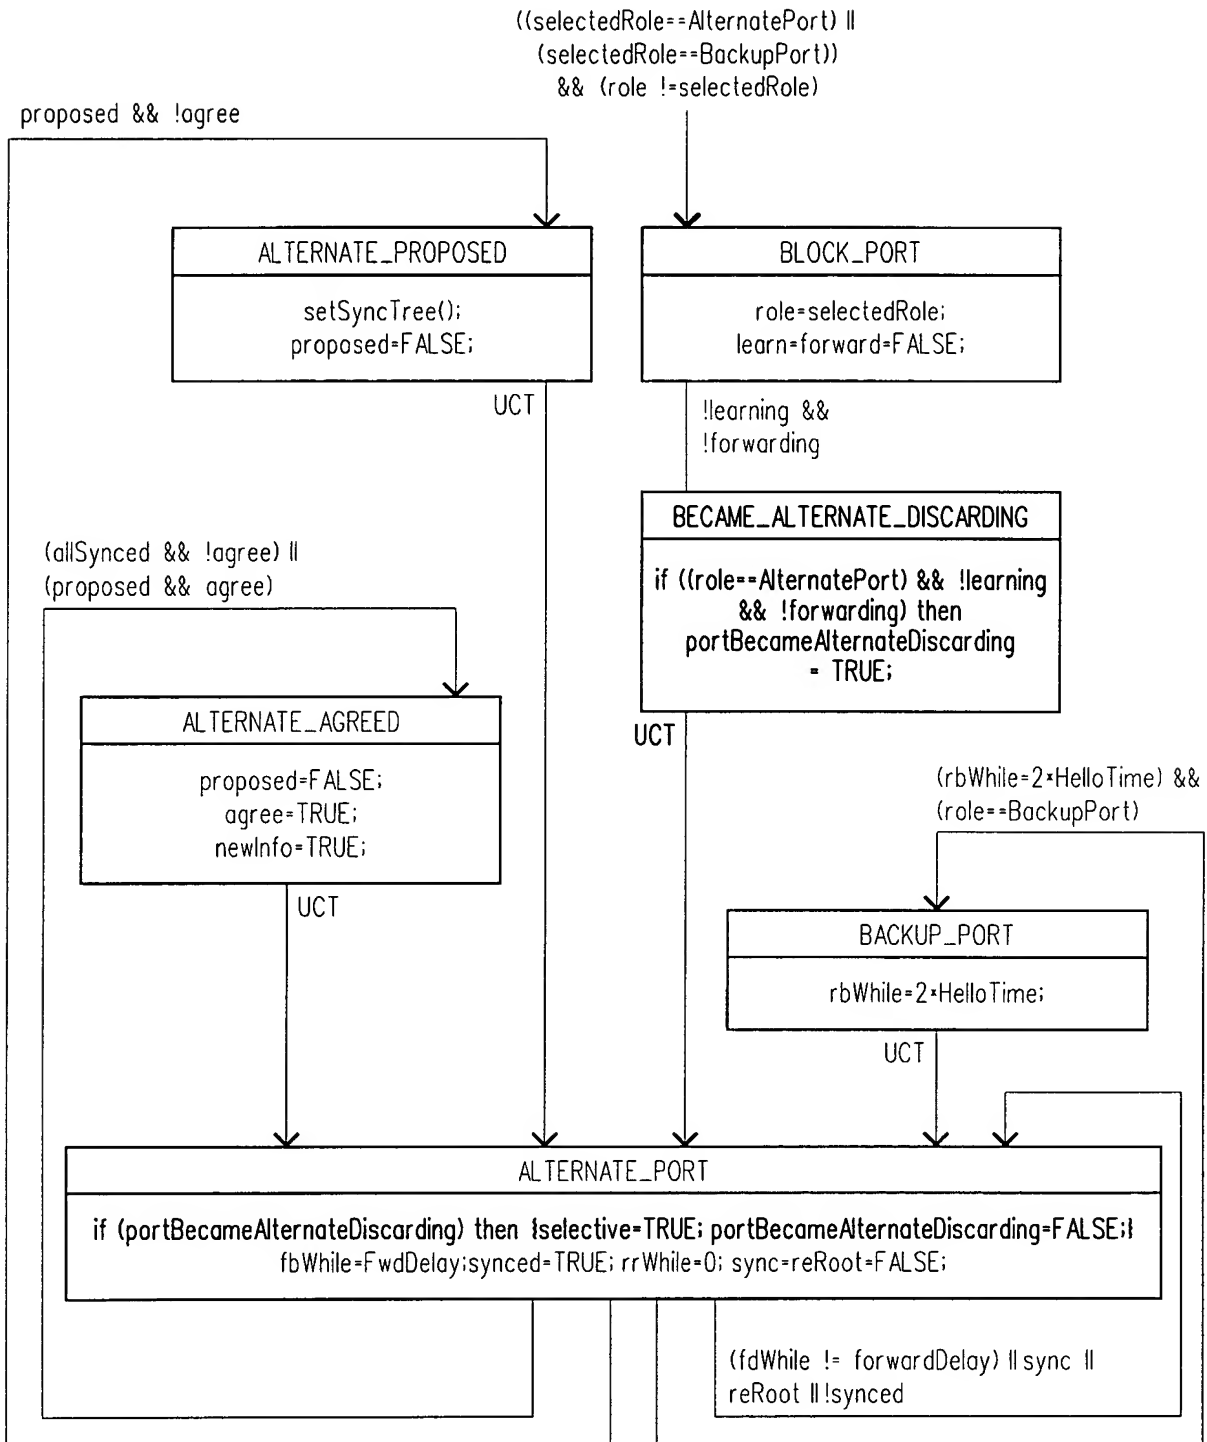 ((selectedRole==AlternatePort) ||
(selectedRole==BackupPort))
&& (role !=selectedRole)
proposed && !agree
ALTERNATE_PROPOSED
setSyncTree();
proposed=FALSE;
UCT
BLOCK_PORT
role=selectedRole;
learn=forward=FALSE;
!learning &&
!forwarding
BECAME_ALTERNATE_DISCARDING
if ((role==AlternatePort) && !learning
&& !forwarding) then
portBecameAlternateDiscarding
= TRUE;
UCT
(allSynced && !agree) ||
(proposed && agree)
ALTERNATE_AGREED
proposed=FALSE;
agree=TRUE;
newInfo=TRUE;
UCT
(rbWhile=2*HelloTime) &&
(role==BackupPort)
BACKUP_PORT
rbWhile=2*HelloTime;
UCT
ALTERNATE_PORT
if (portBecameAlternateDiscarding) then {selective=TRUE; portBecameAlternateDiscarding=FALSE;}
fbWhile=FwdDelay;synced=TRUE; rrWhile=0; sync=reRoot=FALSE;
(fdWhile != forwardDelay) || sync ||
reRoot || !synced